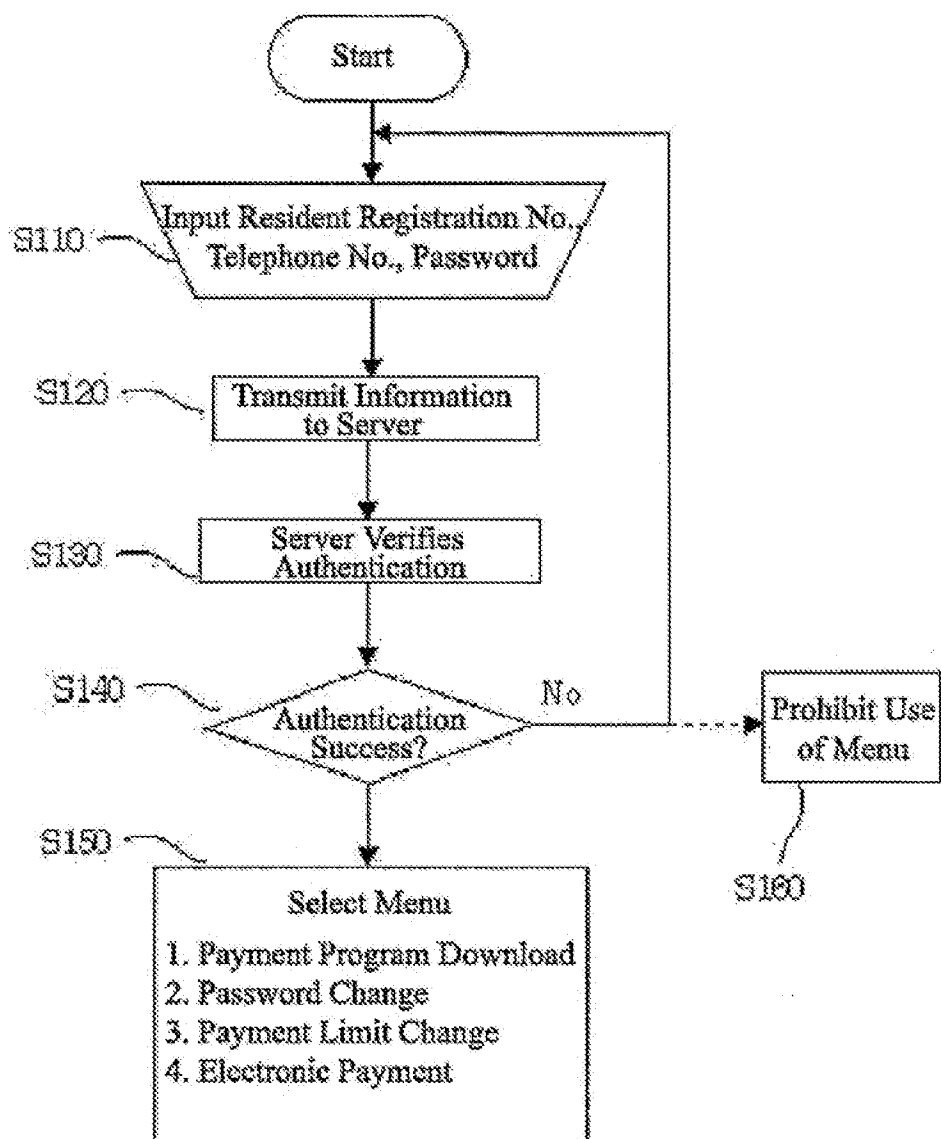 Start
S110
Input Resident Registration No.,
Telephone No., Password
S120
Transmit Information
to Server
S130
Server Verifies
Authentication
S140
Authentication
Success?
No
Prohibit Use
of Menu
S160
S150
Select Menu
1. Payment Program Download
2. Password Change
3. Payment Limit Change
4. Electronic Payment